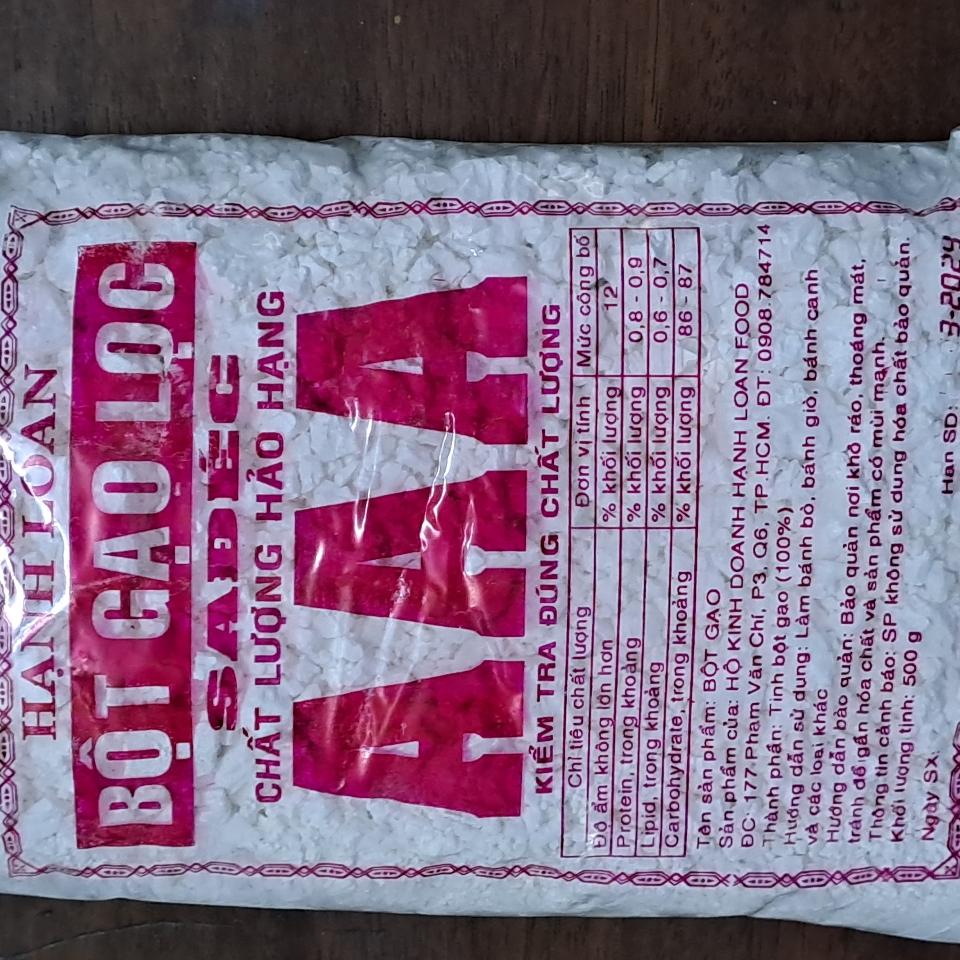 HẠNH LOAN
BỘT GẠO LỌC
SAĐÉC
CHẤT LƯỢNG HẢO HẠNG
AAA
KIỂM TRA ĐÚNG CHẤT LƯỢNG
Chỉ tiêu chất lượng Đơn vị tính Mức công bố
Độ ẩm không lớn hơn % khối lượng 12
Protein, trong khoảng % khối lượng 0,8 - 0,9
Lipid, trong khoảng % khối lượng 0,6 - 0,7
Carbohydrate, trong khoảng % khối lượng 86 - 87
Tên sản phẩm: BỘT GẠO
Sản phẩm của: HỘ KINH DOANH HẠNH LOAN FOOD
ĐC: 177 Phạm Văn Chí, P3, Q6, TP.HCM. ĐT: 0908.784714
Thành phần: Tinh bột gạo (100%)
Hướng dẫn sử dụng: Làm bánh bò, bánh giò, bánh canh
và các loại khác
Hướng dẫn bảo quản: Bảo quản nơi khô ráo, thoáng mát,
tránh để gần hóa chất và sản phẩm có mùi mạnh.
Thông tin cảnh báo: SP không sử dụng hóa chất bảo quản.
Khối lượng tịnh: 500 g
Ngày SX: Hạn SD: 3-2024